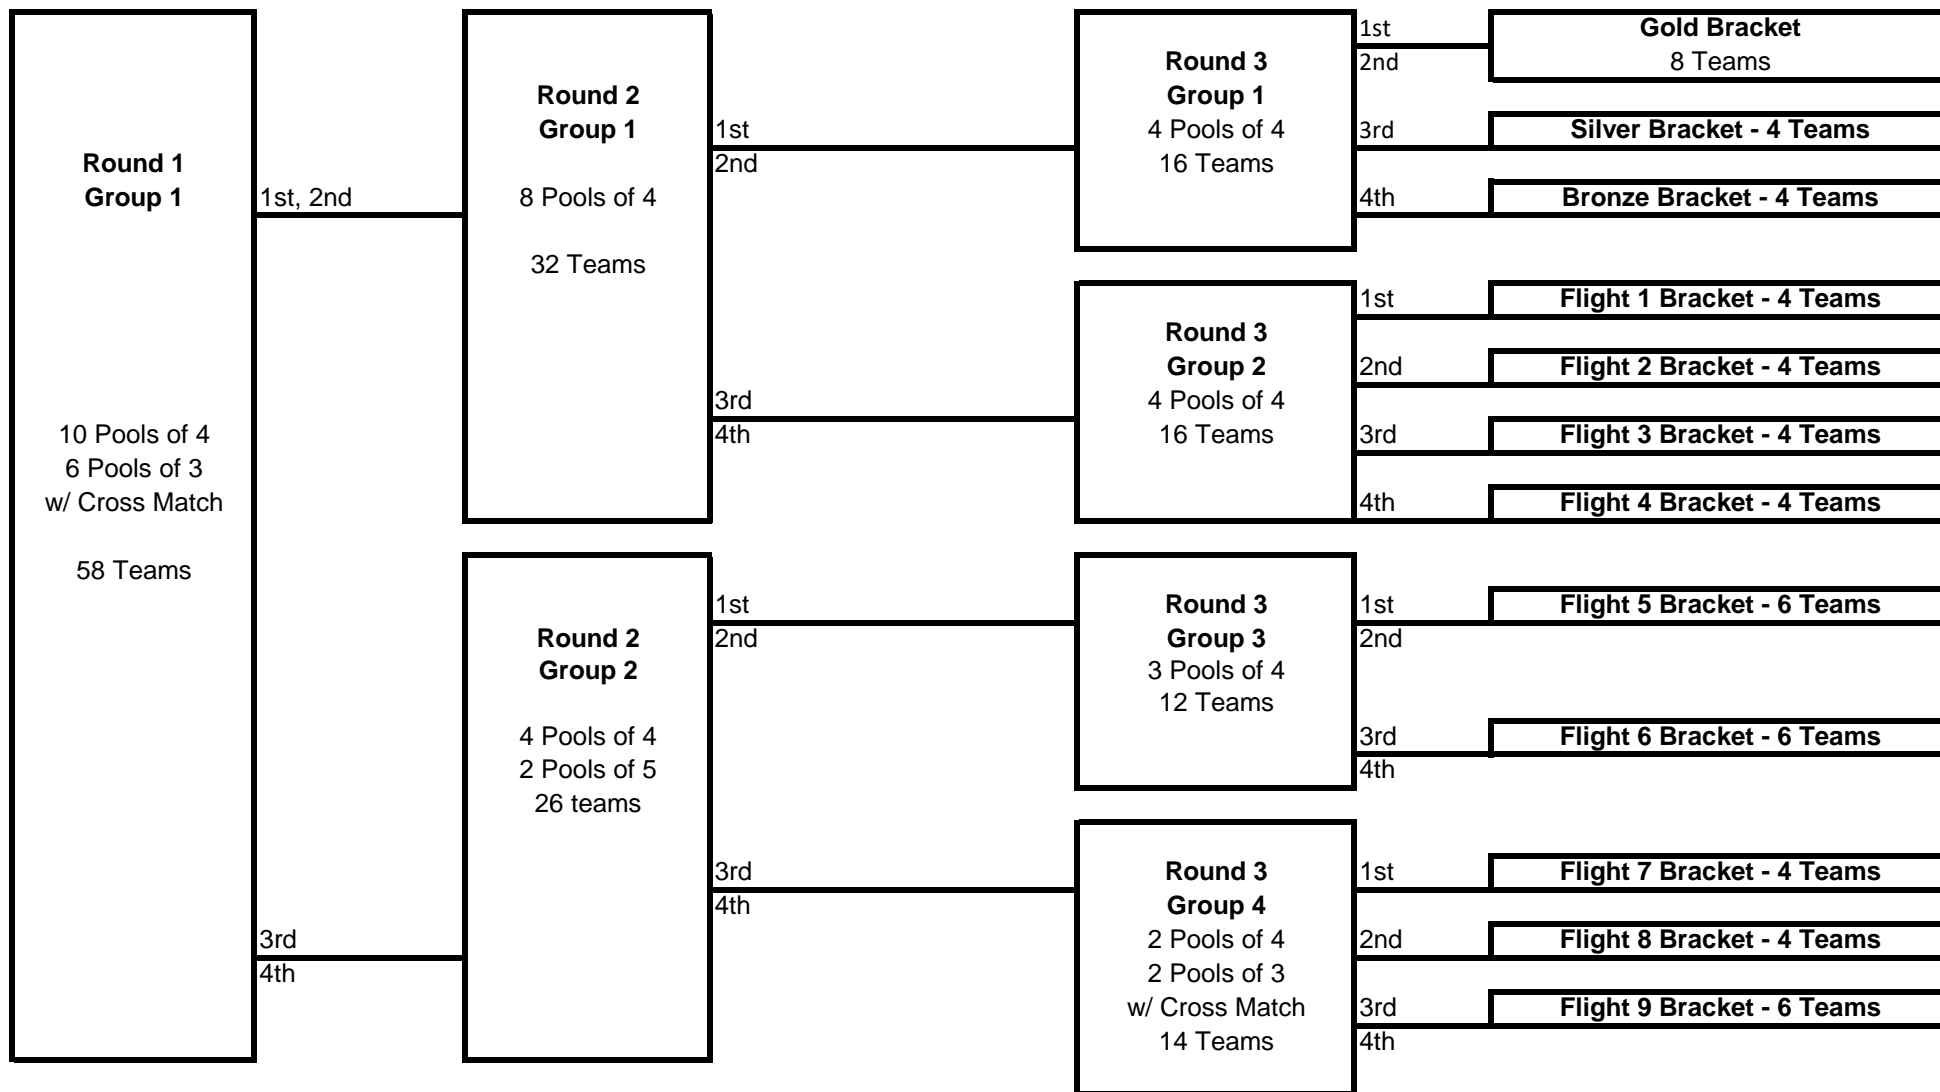 Round 1
Group 1
10 Pools of 4
6 Pools of 3
w/ Cross Match
58 Teams
1st, 2nd
3rd
4th
Round 2
Group 1
8 Pools of 4
32 Teams
1st
2nd
3rd
4th
Round 2
Group 2
4 Pools of 4
2 Pools of 5
26 teams
1st
2nd
3rd
4th
Round 3
Group 1
4 Pools of 4
16 Teams
1st
2nd
3rd
4th
Gold Bracket
8 Teams
Silver Bracket - 4 Teams
Bronze Bracket - 4 Teams
Round 3
Group 2
4 Pools of 4
16 Teams
1st
2nd
3rd
4th
Flight 1 Bracket - 4 Teams
Flight 2 Bracket - 4 Teams
Flight 3 Bracket - 4 Teams
Flight 4 Bracket - 4 Teams
Round 3
Group 3
3 Pools of 4
12 Teams
1st
2nd
3rd
4th
Flight 5 Bracket - 6 Teams
Flight 6 Bracket - 6 Teams
Round 3
Group 4
2 Pools of 4
2 Pools of 3
w/ Cross Match
14 Teams
1st
2nd
3rd
4th
Flight 7 Bracket - 4 Teams
Flight 8 Bracket - 4 Teams
Flight 9 Bracket - 6 Teams